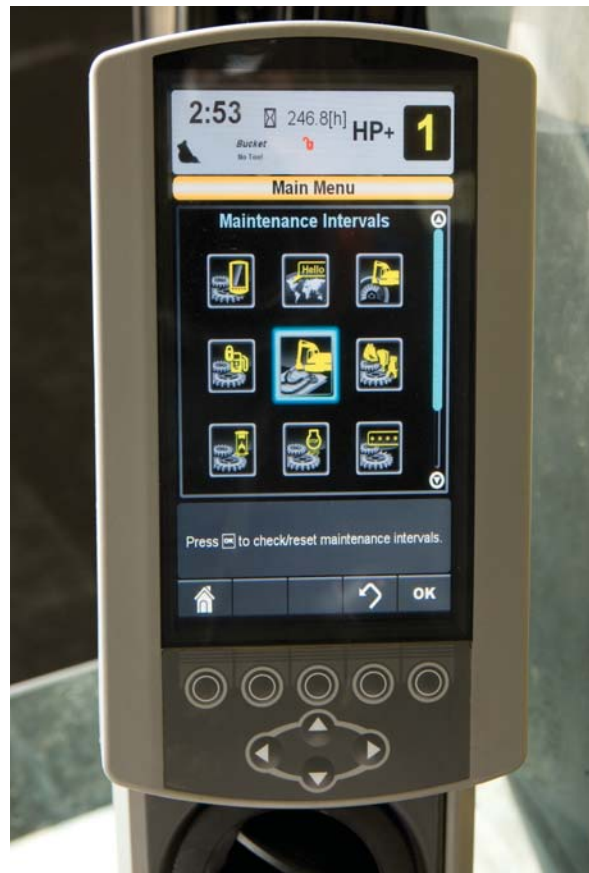 2:53 246.8[h] HP+ 1
Bucket
No Tool
Main Menu
Maintenance Intervals
Hello
****
Press OK to check/reset maintenance intervals.
OK